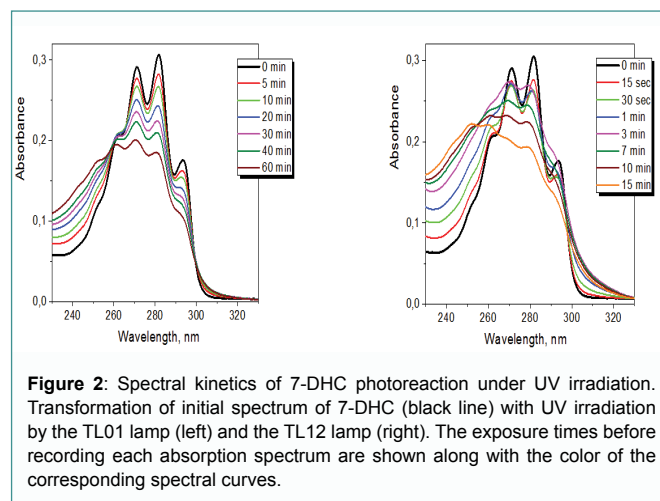 0,3
0,2
0,1
0,0
Absorbance
240 260 280 300 320
Wavelength, nm
0 min
5 min
10 min
20 min
30 min
40 min
60 min
0,3
0,2
0,1
0,0
Absorbance
240 260 280 300 320
Wavelength, nm
0 min
15 sec
30 sec
1 min
3 min
7 min
10 min
15 min
Figure 2: Spectral kinetics of 7-DHC photoreaction under UV irradiation.
Transformation of initial spectrum of 7-DHC (black line) with UV irradiation
by the TL01 lamp (left) and the TL12 lamp (right). The exposure times before
recording each absorption spectrum are shown along with the color of the
corresponding spectral curves.